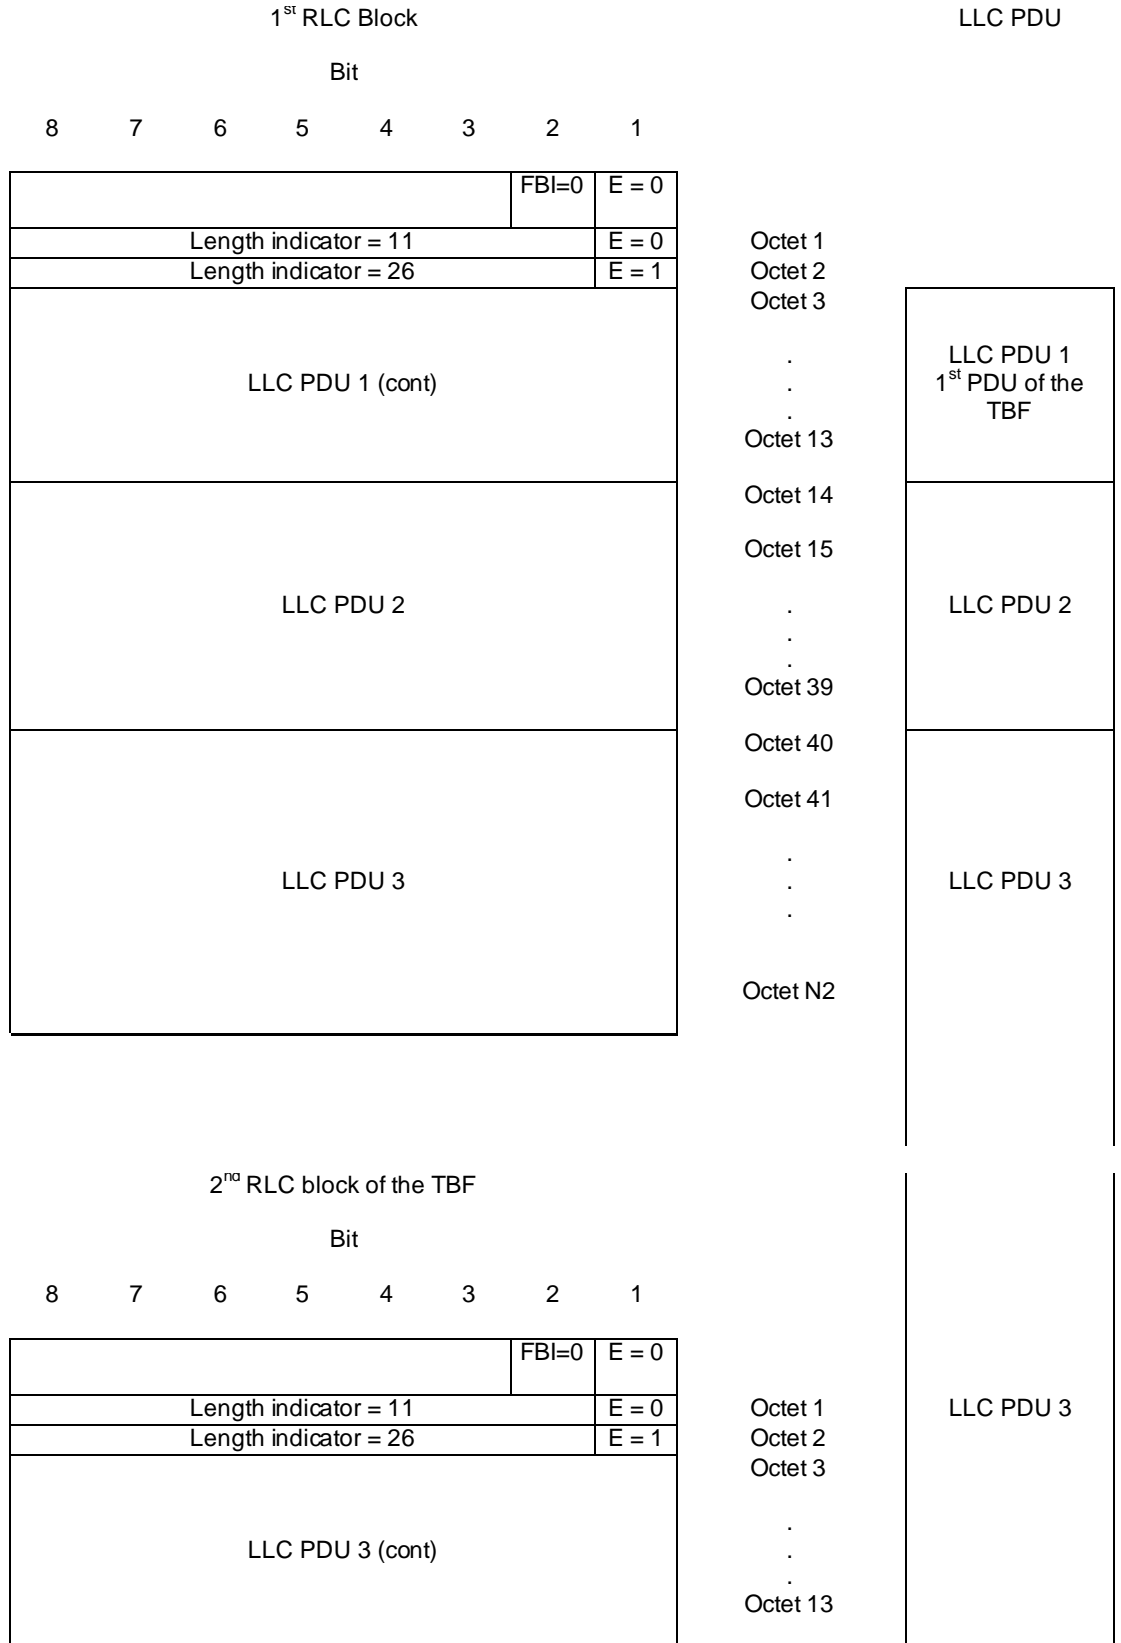 1st RLC Block LLC PDU
Bit
8 7 6 5 4 3 2 1
FBI=0 E = 0
Length indicator = 11 E = 0 Octet 1
Length indicator = 26 E = 1 Octet 2
Octet 3
.
LLC PDU 1
LLC PDU 1 (cont) . 1st PDU of the
. TBF
Octet 13
Octet 14
Octet 15
LLC PDU 2 . LLC PDU 2
.
.
Octet 39
Octet 40
Octet 41
.
LLC PDU 3 . LLC PDU 3
.
Octet N2
2nd RLC block of the TBF
Bit
8 7 6 5 4 3 2 1
FBI=0 E = 0
Length indicator = 11 E = 0 Octet 1 LLC PDU 3
Length indicator = 26 E = 1 Octet 2
Octet 3
.
LLC PDU 3 (cont) .
.
Octet 13